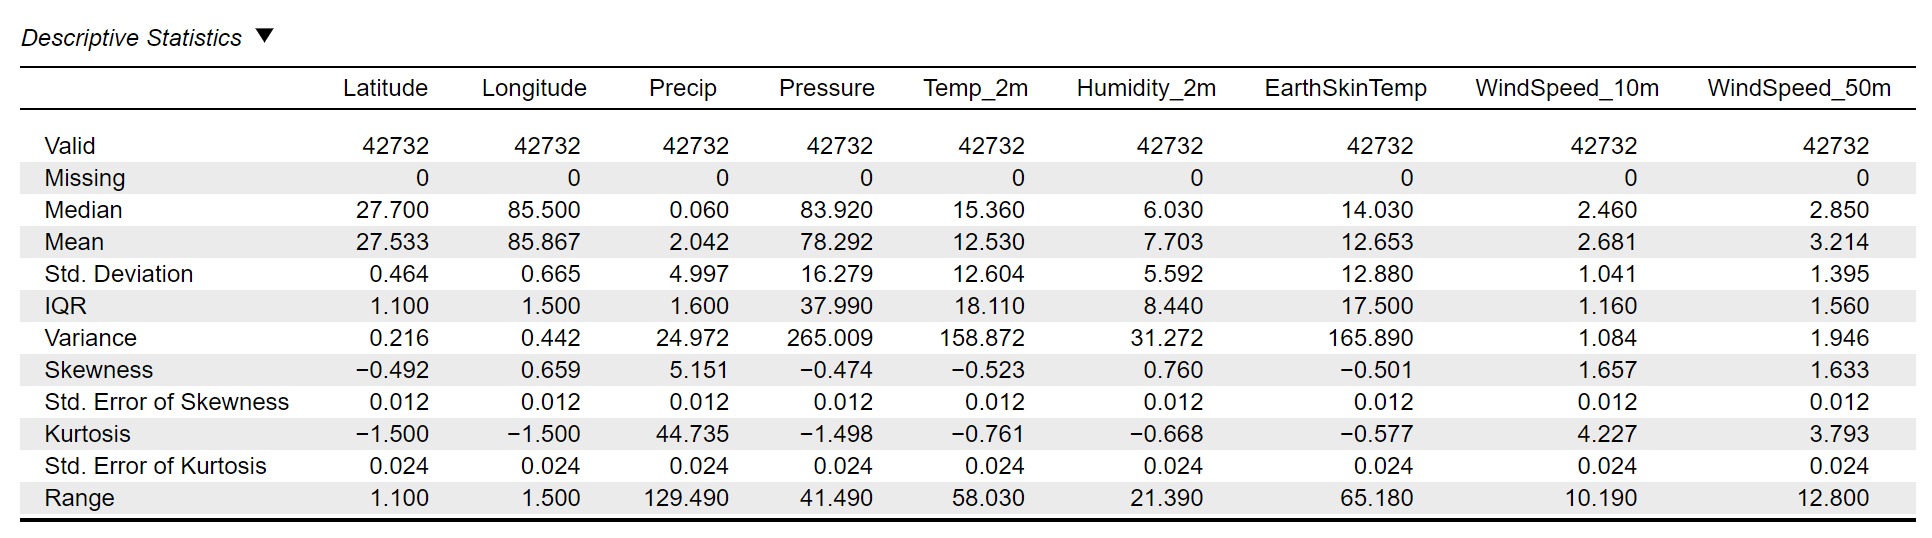 Descriptive Statistics ▼
Latitude Longitude Precip Pressure Temp_2m Humidity_2m EarthSkinTemp WindSpeed_10m WindSpeed_50m
Valid 42732 42732 42732 42732 42732 42732 42732 42732 42732
Missing 0 0 0 0 0 0 0 0 0
Median 27.700 85.500 0.060 83.920 15.360 6.030 14.030 2.460 2.850
Mean 27.533 85.867 2.042 78.292 12.530 7.703 12.653 2.681 3.214
Std. Deviation 0.464 0.665 4.997 16.279 12.604 5.592 12.880 1.041 1.395
IQR 1.100 1.500 1.600 37.990 18.110 8.440 17.500 1.160 1.560
Variance 0.216 0.442 24.972 265.009 158.872 31.272 165.890 1.084 1.946
Skewness −0.492 0.659 5.151 −0.474 −0.523 0.760 −0.501 1.657 1.633
Std. Error of Skewness 0.012 0.012 0.012 0.012 0.012 0.012 0.012 0.012 0.012
Kurtosis −1.500 −1.500 44.735 −1.498 −0.761 −0.668 −0.577 4.227 3.793
Std. Error of Kurtosis 0.024 0.024 0.024 0.024 0.024 0.024 0.024 0.024 0.024
Range 1.100 1.500 129.490 41.490 58.030 21.390 65.180 10.190 12.800